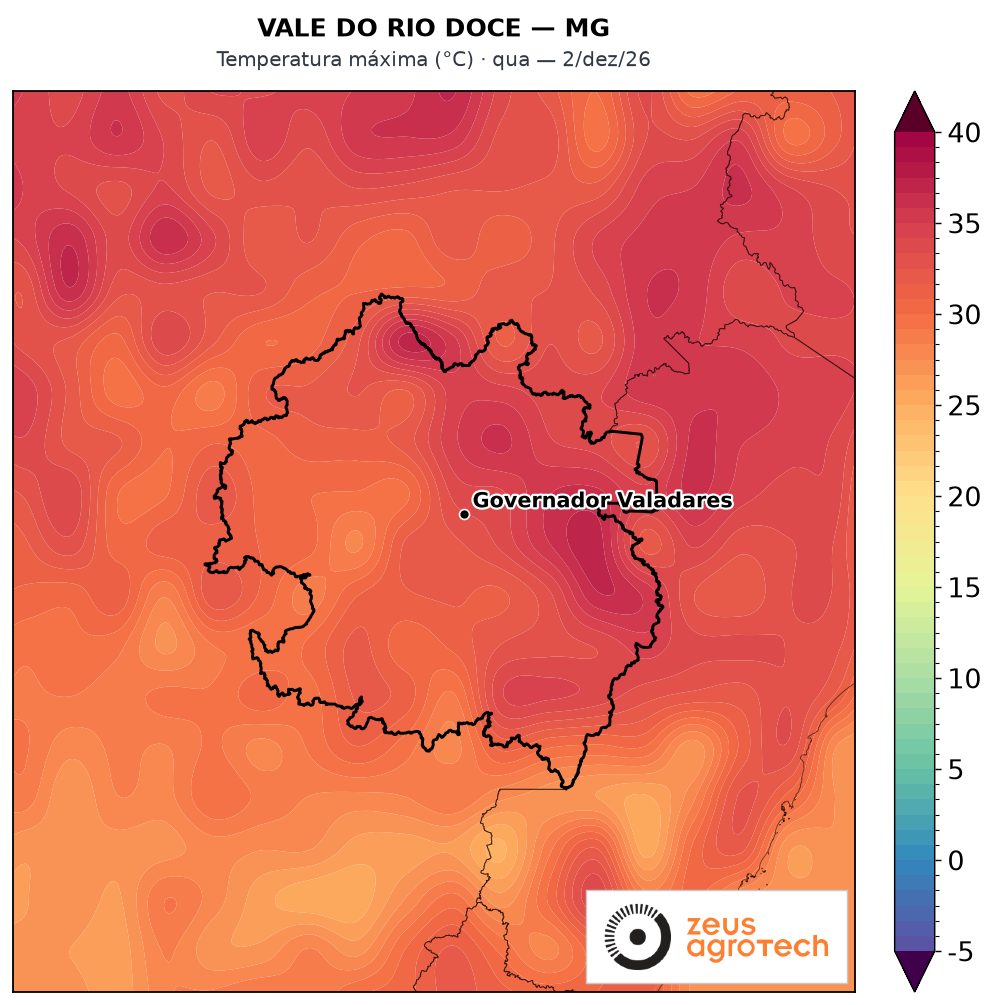 VALE DO RIO DOCE — MG
Temperatura máxima (°C) · qua — 2/dez/26
40
35
30
25
20
15
10
5
0
-5
Governador Valadares
zeus
agrotech